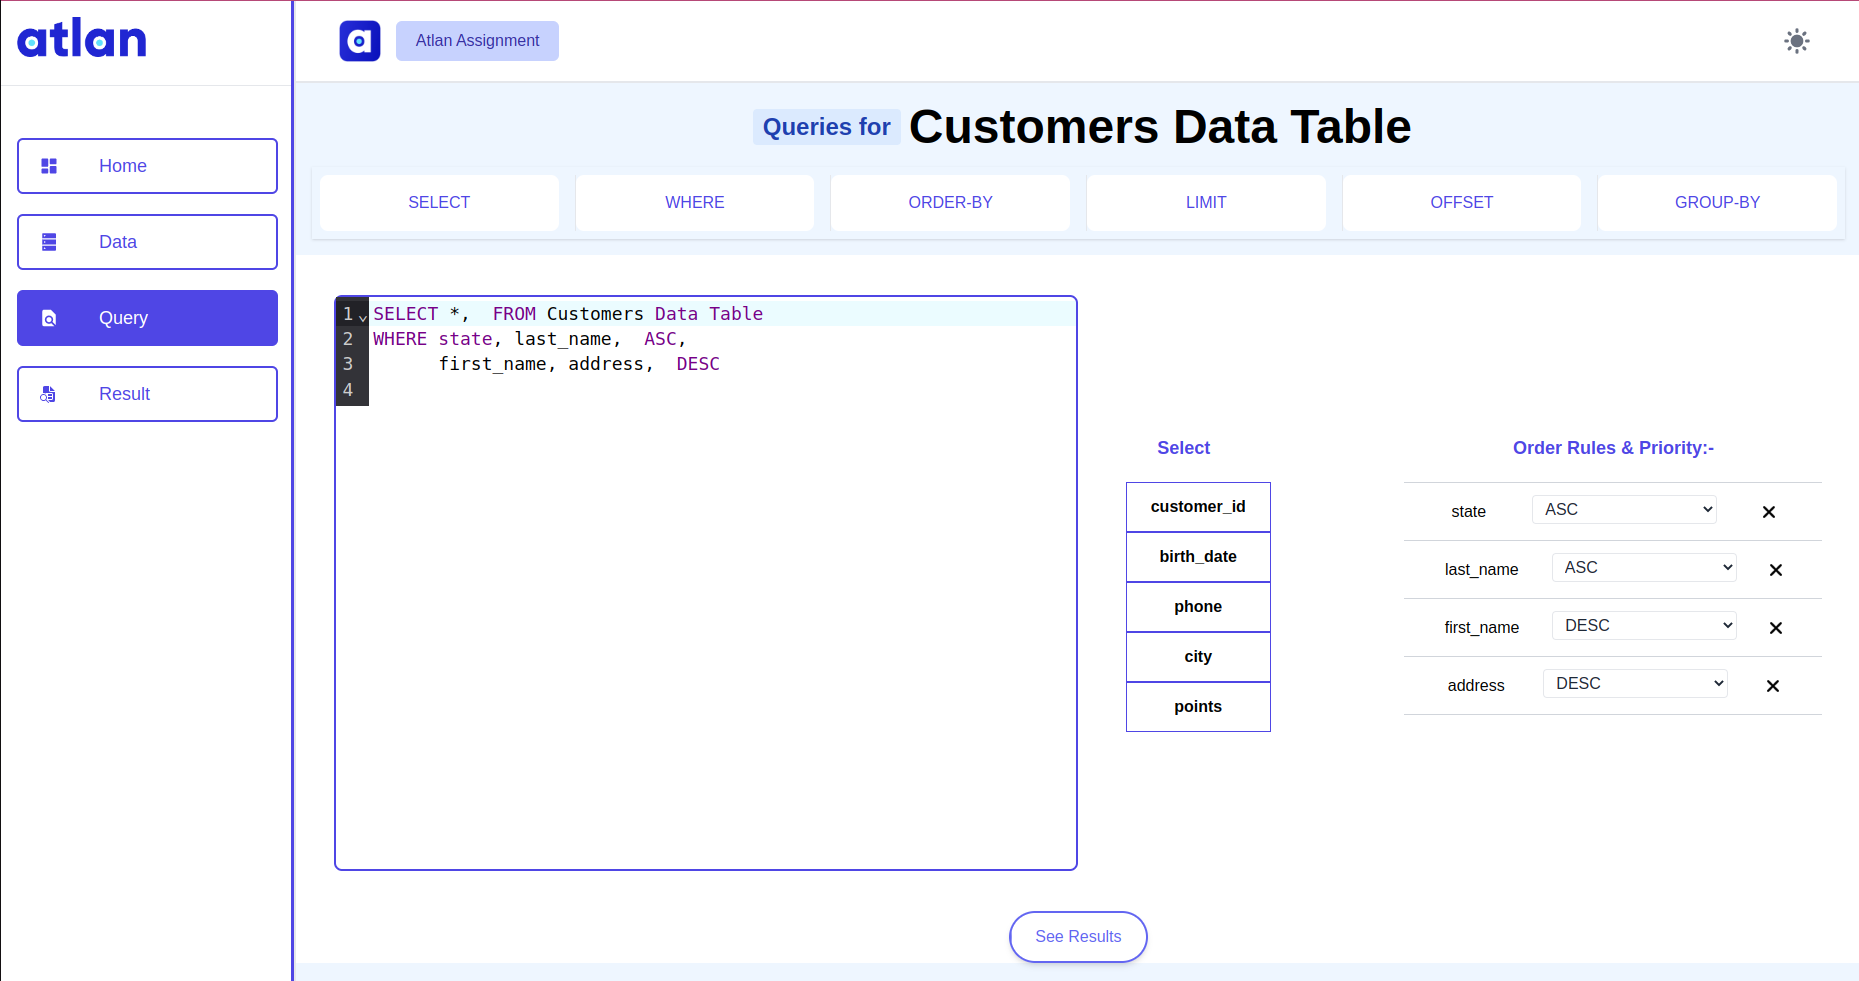 atlan
Atlan Assignment
Home
Data
Query
Result
Queries for Customers Data Table
SELECT WHERE ORDER-BY LIMIT OFFSET GROUP-BY
1 SELECT *,  FROM Customers Data Table
2 WHERE state, last_name,  ASC,
3       first_name, address,  DESC
4
Select
customer_id
birth_date
phone
city
points
Order Rules & Priority:-
state ASC
last_name ASC
first_name DESC
address DESC
See Results